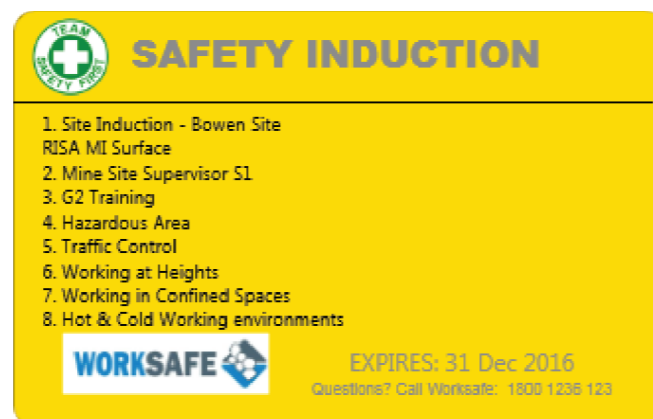 TEAM
SAFETY FIRST
SAFETY INDUCTION
1. Site Induction - Bowen Site
RISA MI Surface
2. Mine Site Supervisor S1
3. G2 Training
4. Hazardous Area
5. Traffic Control
6. Working at Heights
7. Working in Confined Spaces
8. Hot & Cold Working environments
WORKSAFE
EXPIRES: 31 Dec 2016
Questions? Call Worksafe: 1800 1236 123